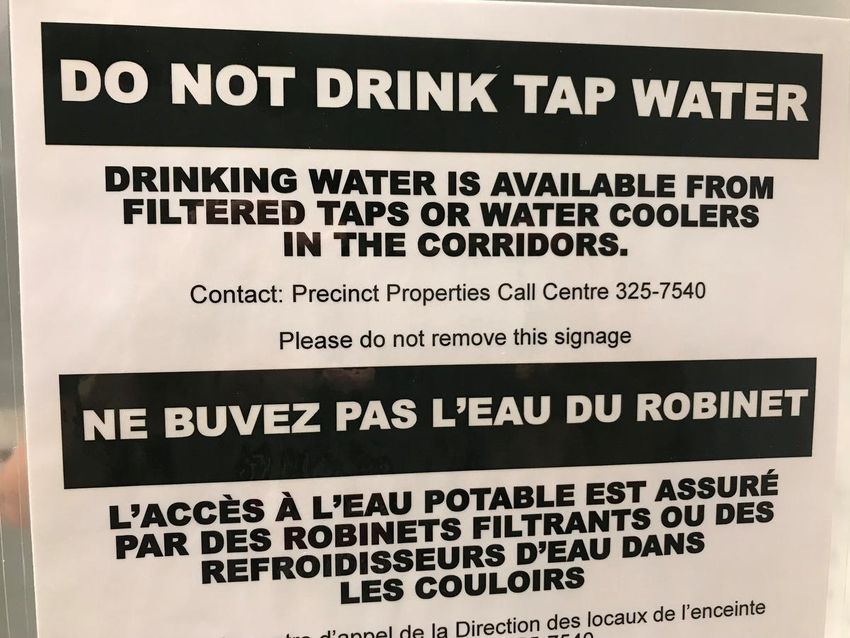 DO NOT DRINK TAP WATER
DRINKING WATER IS AVAILABLE FROM
FILTERED TAPS OR WATER COOLERS
IN THE CORRIDORS.
Contact: Precinct Properties Call Centre 325-7540
Please do not remove this signage
NE BUVEZ PAS L'EAU DU ROBINET
L'ACCÈS À L'EAU POTABLE EST ASSURÉ
PAR DES ROBINETS FILTRANTS OU DES
REFROIDISSEURS D'EAU DANS
LES COULOIRS
d'appel de la Direction des locaux de l'enceinte